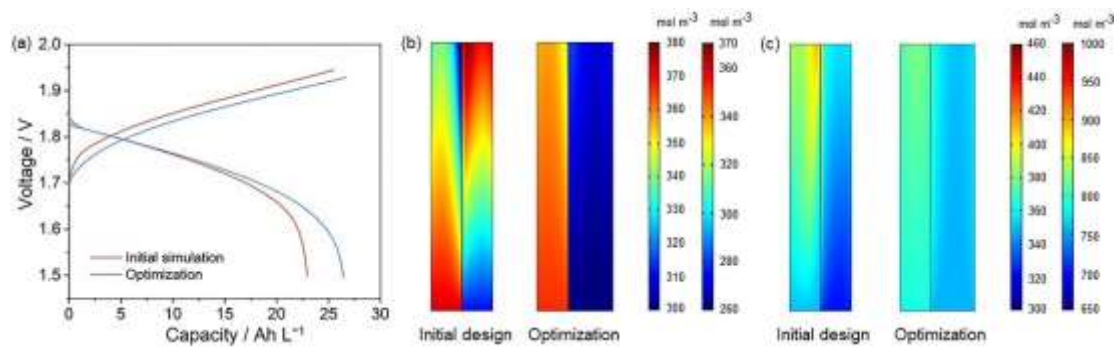 (a)
2.0
1.9
1.8
1.7
1.6
1.5
Voltage / V
Initial simulation
Optimization
0 5 10 15 20 25 30
Capacity / Ah L⁻¹
(b)
Initial design Optimization
mol m⁻³ mol m⁻³
380 370
370
360 340
350
340 320
330 300
320
310 280
300 260
(c)
Initial design Optimization
mol m⁻³ mol m⁻³
460 1000
440 950
420 900
400 850
380 800
360
340 750
320 700
300 650